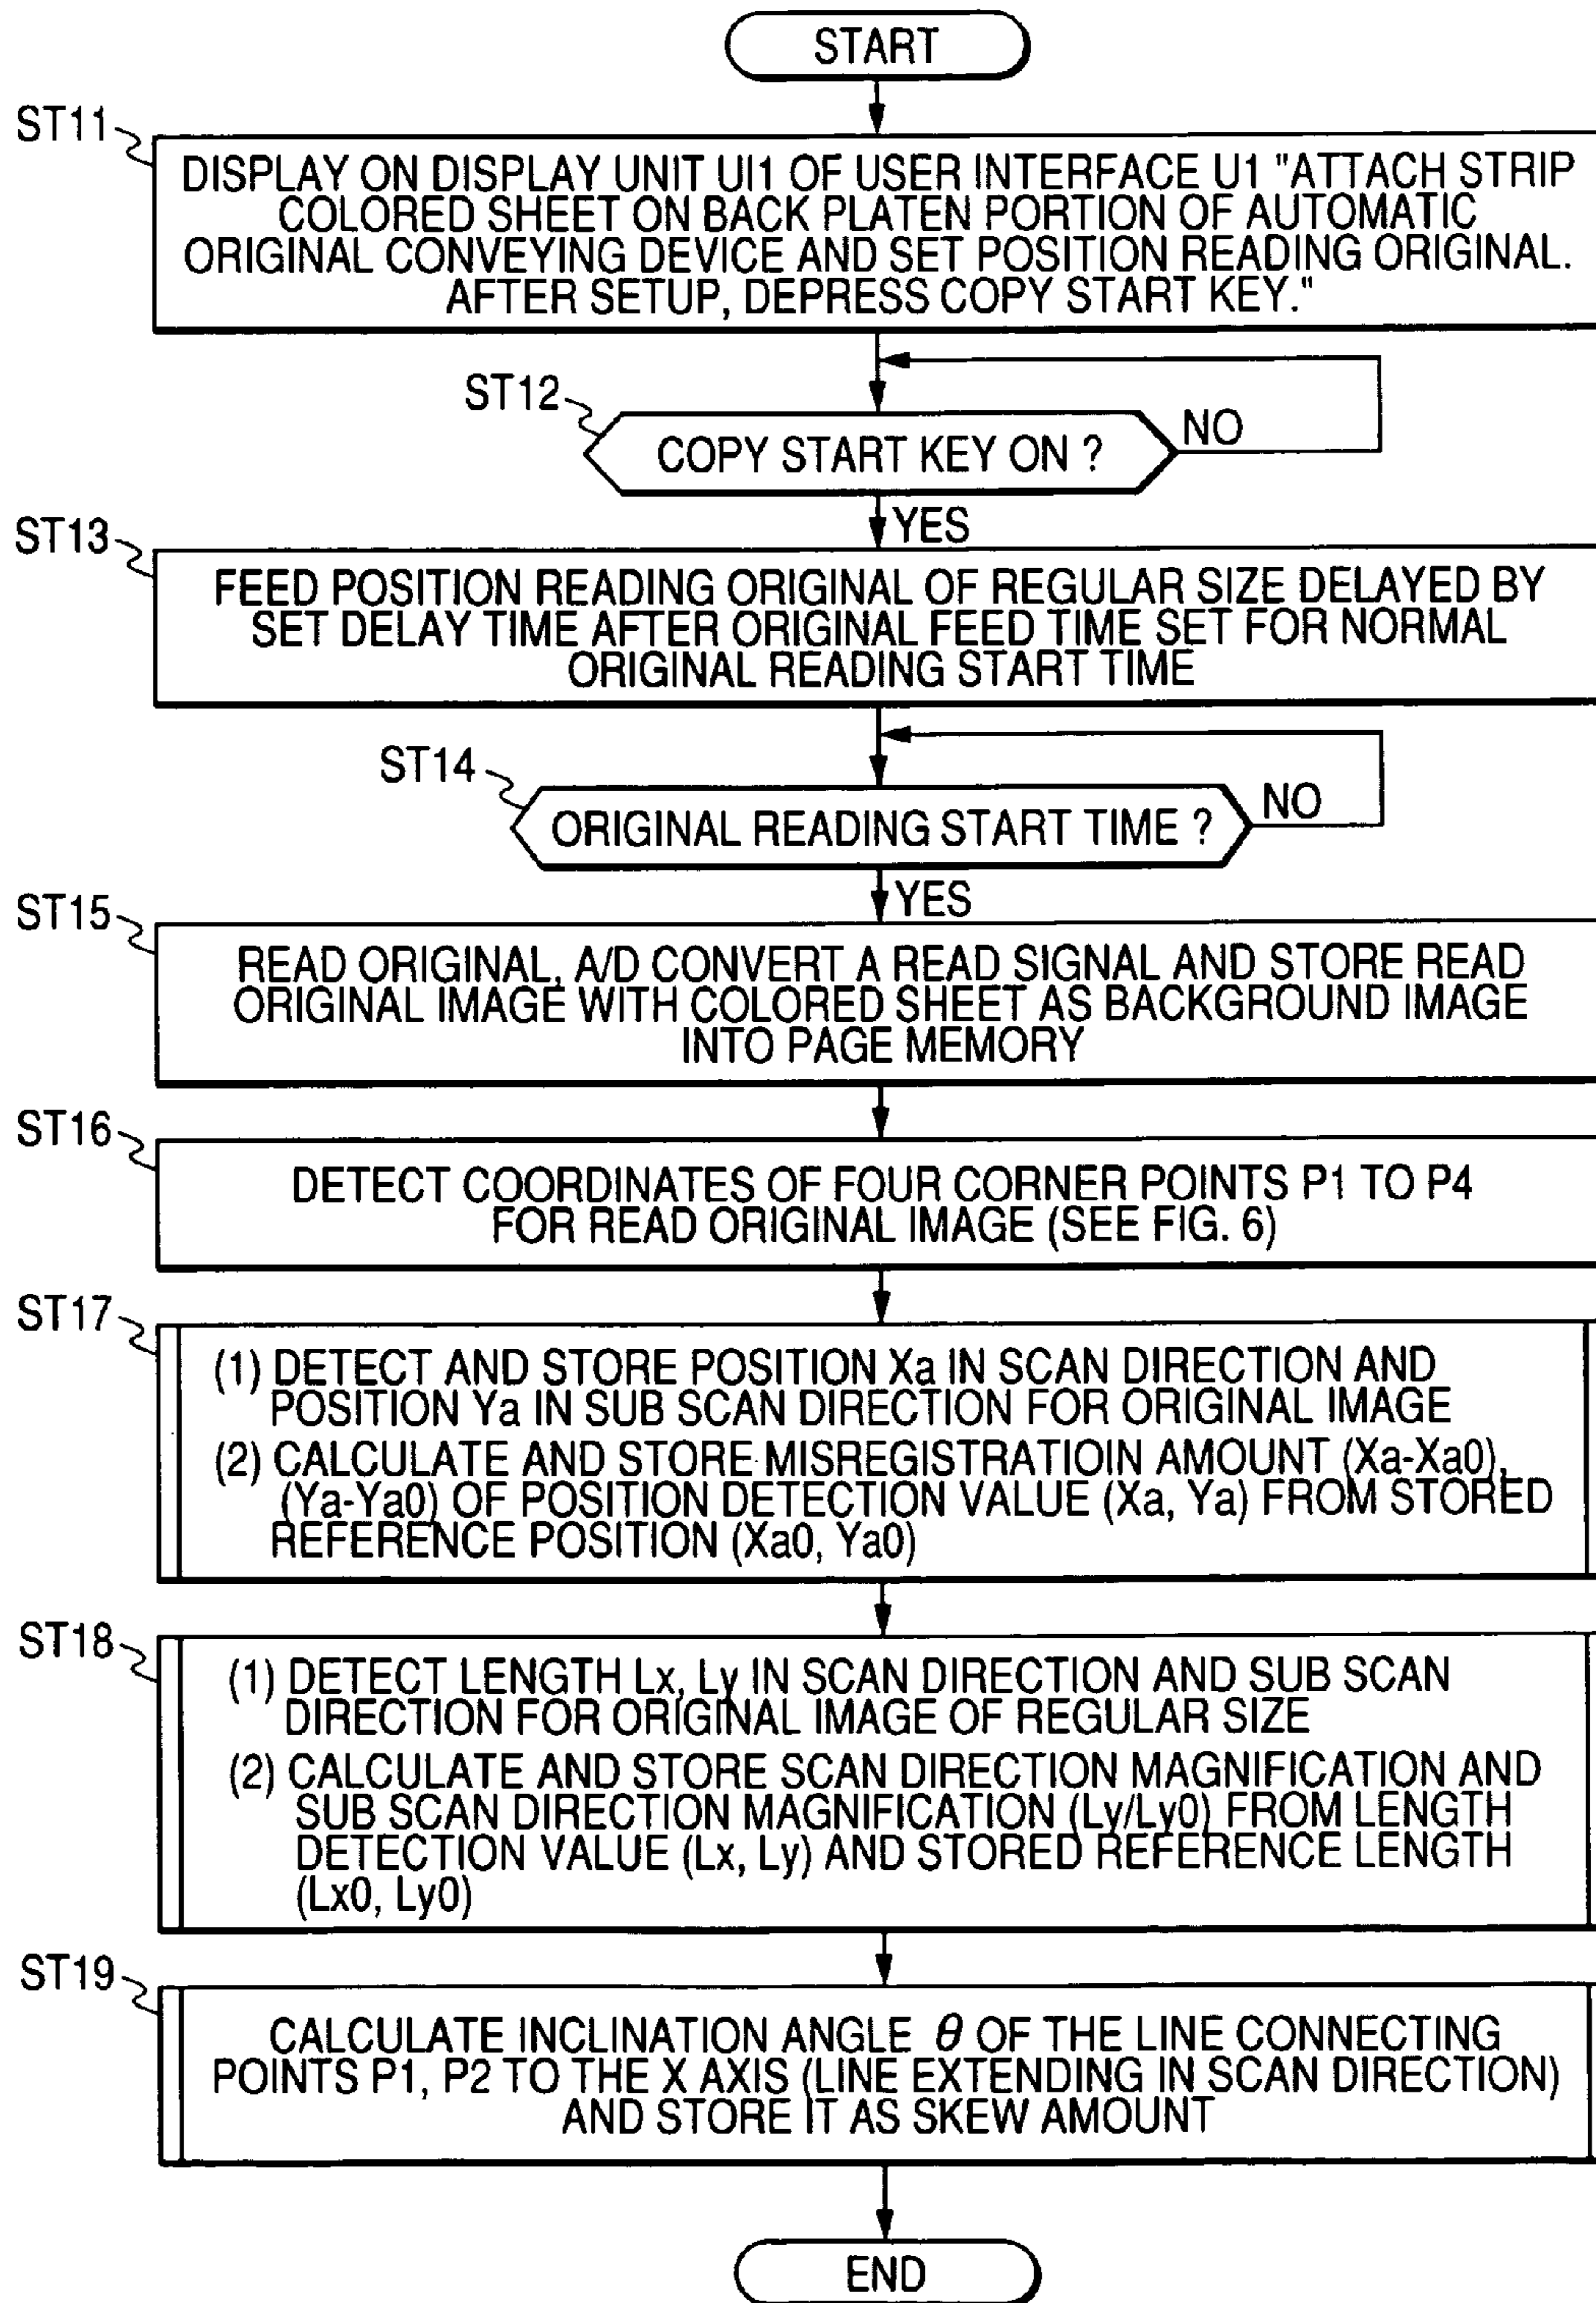 START
ST11
DISPLAY ON DISPLAY UNIT UI1 OF USER INTERFACE U1 "ATTACH STRIP
COLORED SHEET ON BACK PLATEN PORTION OF AUTOMATIC
ORIGINAL CONVEYING DEVICE AND SET POSITION READING ORIGINAL.
AFTER SETUP, DEPRESS COPY START KEY."
ST12
COPY START KEY ON ?
NO
YES
ST13
FEED POSITION READING ORIGINAL OF REGULAR SIZE DELAYED BY
SET DELAY TIME AFTER ORIGINAL FEED TIME SET FOR NORMAL
ORIGINAL READING START TIME
ST14
ORIGINAL READING START TIME ?
NO
YES
ST15
READ ORIGINAL, A/D CONVERT A READ SIGNAL AND STORE READ
ORIGINAL IMAGE WITH COLORED SHEET AS BACKGROUND IMAGE
INTO PAGE MEMORY
ST16
DETECT COORDINATES OF FOUR CORNER POINTS P1 TO P4
FOR READ ORIGINAL IMAGE (SEE FIG. 6)
ST17
(1) DETECT AND STORE POSITION Xa IN SCAN DIRECTION AND
POSITION Ya IN SUB SCAN DIRECTION FOR ORIGINAL IMAGE
(2) CALCULATE AND STORE MISREGISTRATIOIN AMOUNT (Xa-Xa0),
(Ya-Ya0) OF POSITION DETECTION VALUE (Xa, Ya) FROM STORED
REFERENCE POSITION (Xa0, Ya0)
ST18
(1) DETECT LENGTH Lx, Ly IN SCAN DIRECTION AND SUB SCAN
DIRECTION FOR ORIGINAL IMAGE OF REGULAR SIZE
(2) CALCULATE AND STORE SCAN DIRECTION MAGNIFICATION AND
SUB SCAN DIRECTION MAGNIFICATION (Ly/Ly0) FROM LENGTH
DETECTION VALUE (Lx, Ly) AND STORED REFERENCE LENGTH
(Lx0, Ly0)
ST19
CALCULATE INCLINATION ANGLE θ OF THE LINE CONNECTING
POINTS P1, P2 TO THE X AXIS (LINE EXTENDING IN SCAN DIRECTION)
AND STORE IT AS SKEW AMOUNT
END